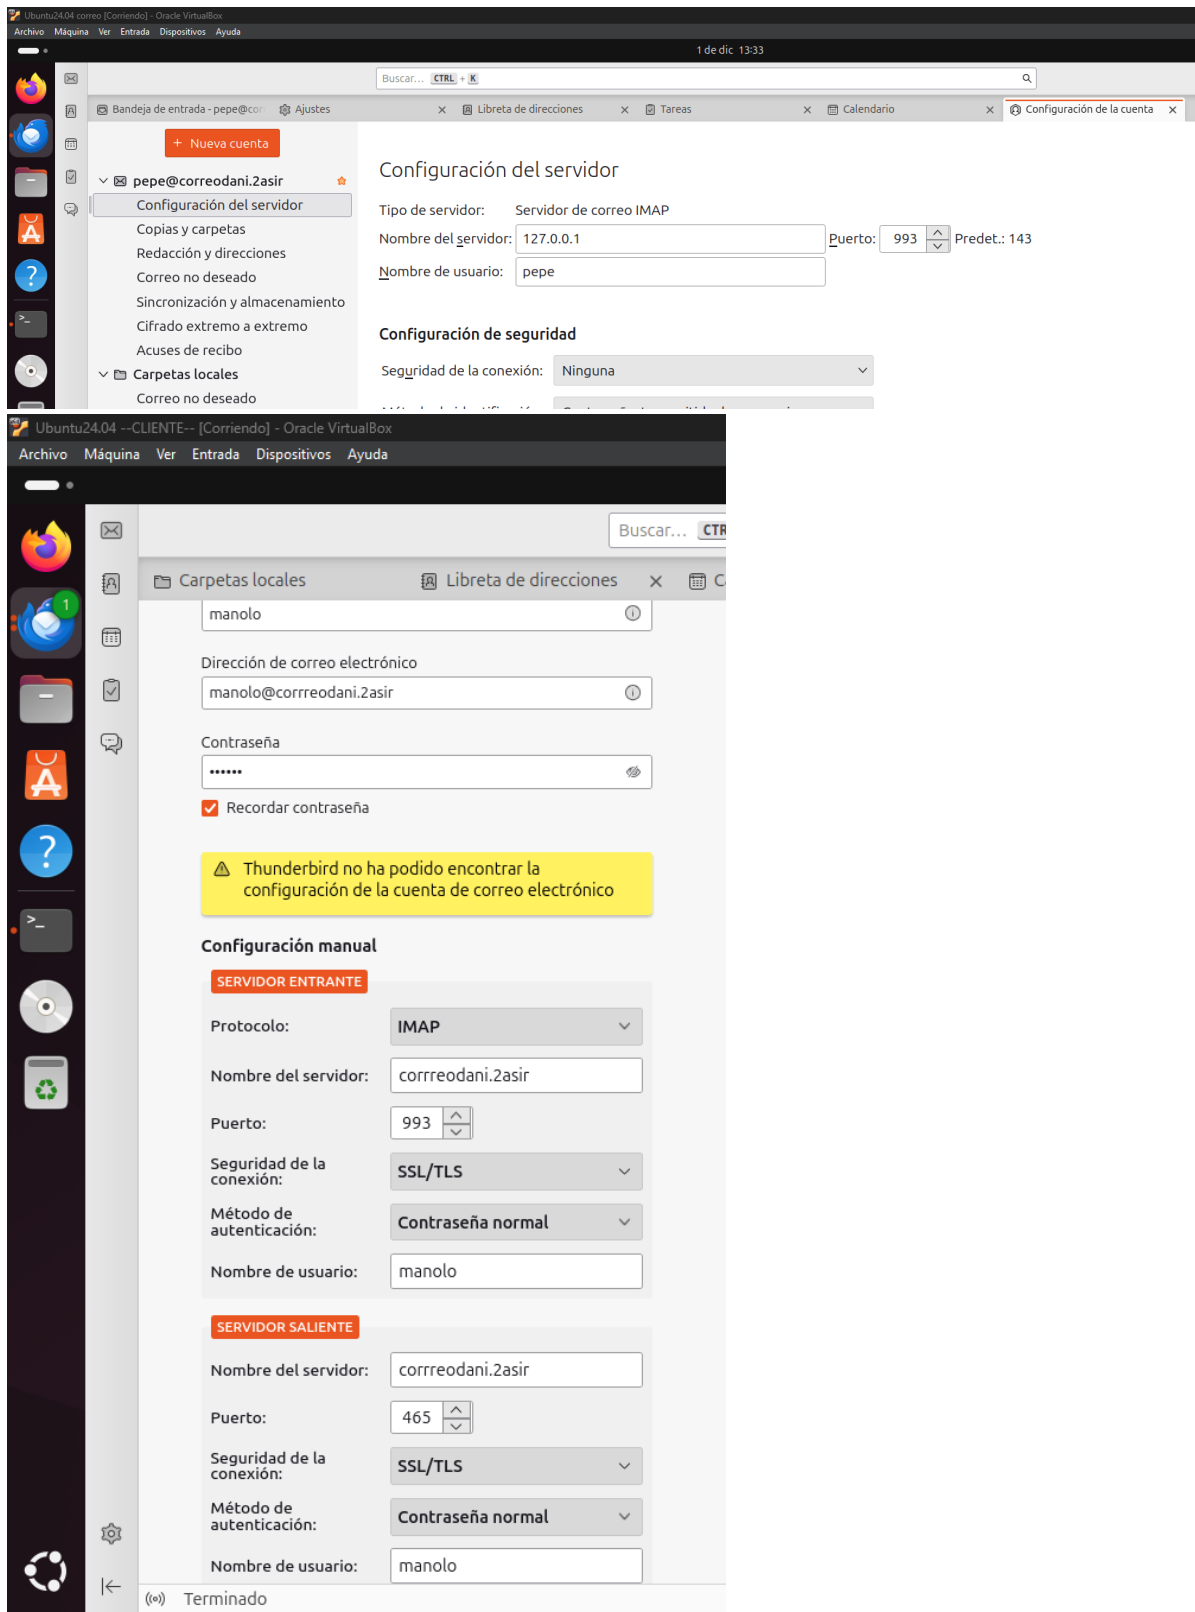 Ubuntu24.04 correo [Corriendo] - Oracle VirtualBox
Archivo Máquina Ver Entrada Dispositivos Ayuda
1 de dic 13:33
Buscar... CTRL + K
Bandeja de entrada - pepe@cor Ajustes Libreta de direcciones Tareas Calendario Configuración de la cuenta
+ Nueva cuenta
pepe@correodani.2asir
Configuración del servidor
Copias y carpetas
Redacción y direcciones
Correo no deseado
Sincronización y almacenamiento
Cifrado extremo a extremo
Acuses de recibo
Carpetas locales
Correo no deseado
Configuración del servidor
Tipo de servidor: Servidor de correo IMAP
Nombre del servidor: 127.0.0.1 Puerto: 993 Predet.: 143
Nombre de usuario: pepe
Configuración de seguridad
Seguridad de la conexión: Ninguna
Ubuntu24.04 --CLIENTE-- [Corriendo] - Oracle VirtualBox
Archivo Máquina Ver Entrada Dispositivos Ayuda
Buscar... CTR
1
Carpetas locales Libreta de direcciones C
manolo
Dirección de correo electrónico
manolo@corrreodani.2asir
Contraseña
••••••
Recordar contraseña
Thunderbird no ha podido encontrar la
configuración de la cuenta de correo electrónico
Configuración manual
SERVIDOR ENTRANTE
Protocolo: IMAP
Nombre del servidor: corrreodani.2asir
Puerto: 993
Seguridad de la
conexión: SSL/TLS
Método de
autenticación: Contraseña normal
Nombre de usuario: manolo
SERVIDOR SALIENTE
Nombre del servidor: corrreodani.2asir
Puerto: 465
Seguridad de la
conexión: SSL/TLS
Método de
autenticación: Contraseña normal
Nombre de usuario: manolo
Terminado